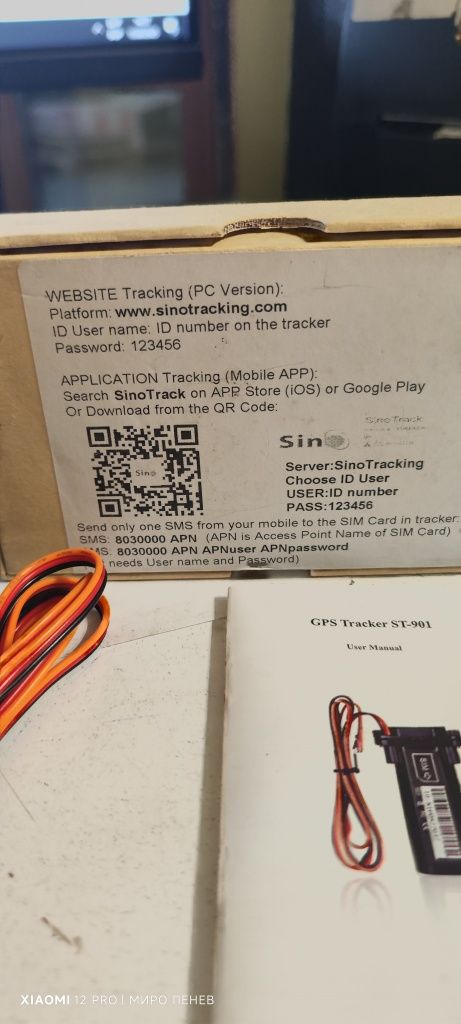 WEBSITE Tracking (PC Version):
Platform: www.sinotracking.com
ID User name: ID number on the tracker
Password: 123456
APPLICATION Tracking (Mobile APP):
Search SinoTrack on APP Store (iOS) or Google Play
Or Download from the QR Code:
Sino
SinoTrack
Sino
Server:SinoTracking
Choose ID User
USER:ID number
PASS:123456
Send only one SMS from your mobile to the SIM Card in tracker:
SMS: 8030000 APN (APN is Access Point Name of SIM Card)
MS: 8030000 APN APNuser APNpassword
needs User name and Password)
GPS Tracker ST-901
User Manual
SIM
XIAOMI 12 PRO | МИРО ПЕНЕВ